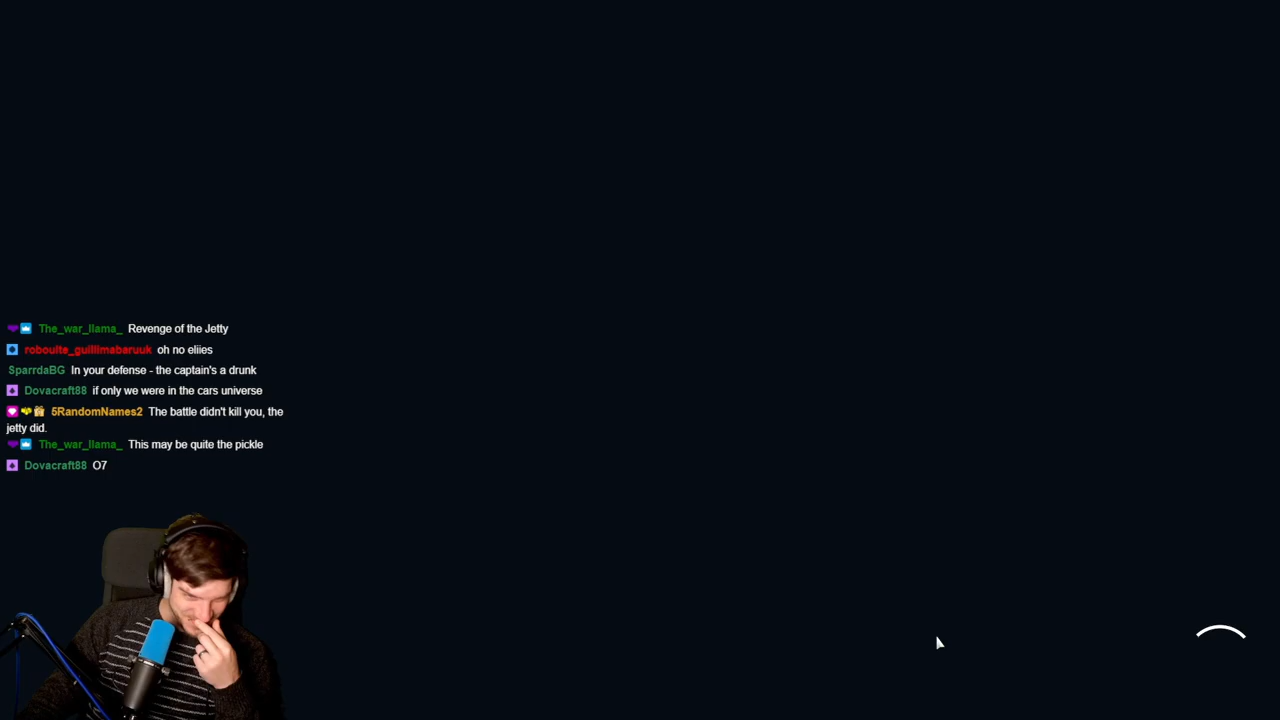 The_war_llama_ Revenge of the Jetty
roboulte_guilllmabaruuk oh no eliies
SparrdaBG In your defense - the captain's a drunk
Dovacraft88 if only we were in the cars universe
5RandomNames2 The battle didn't kill you, the
jetty did.
The_war_llama_ This may be quite the pickle
Dovacraft88 O7